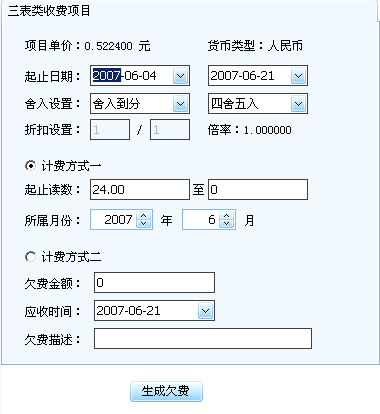 三表类收费项目
项目单价：0.522400 元 货币类型：人民币
起止日期： 2007-06-04 2007-06-21
舍入设置： 舍入到分 四舍五入
折扣设置： 1 / 1 倍率：1.000000
计费方式一
起止读数： 24.00 至 0
所属月份： 2007 年 6 月
计费方式二
欠费金额： 0
应收时间： 2007-06-21
欠费描述：
生成欠费